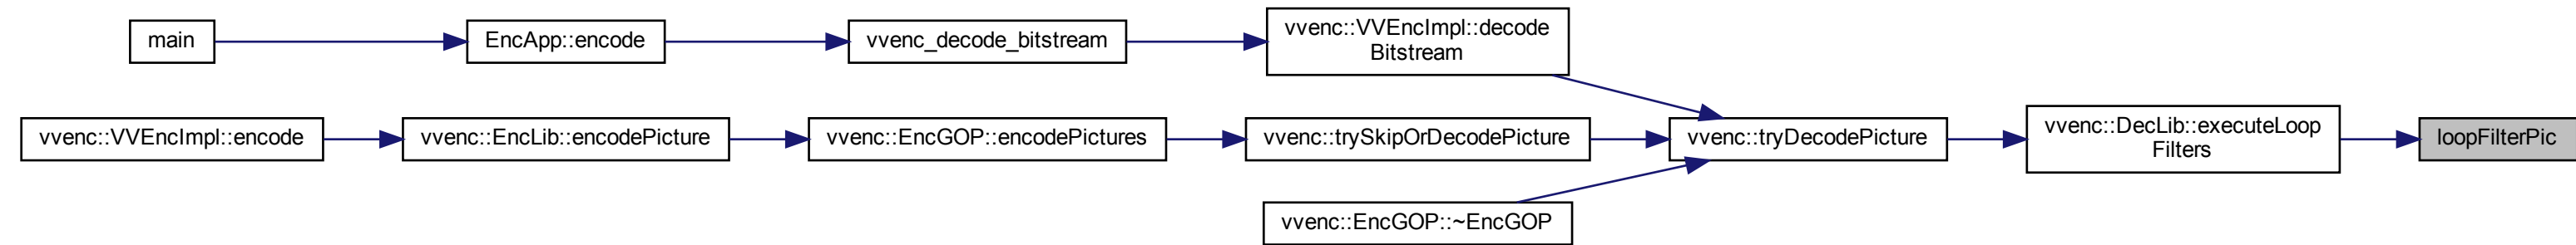 main
EncApp::encode
vvenc_decode_bitstream
vvenc::VVEncImpl::decode
Bitstream
vvenc::VVEncImpl::encode
vvenc::EncLib::encodePicture
vvenc::EncGOP::encodePictures
vvenc::trySkipOrDecodePicture
vvenc::tryDecodePicture
vvenc::DecLib::executeLoop
Filters
loopFilterPic
vvenc::EncGOP::~EncGOP